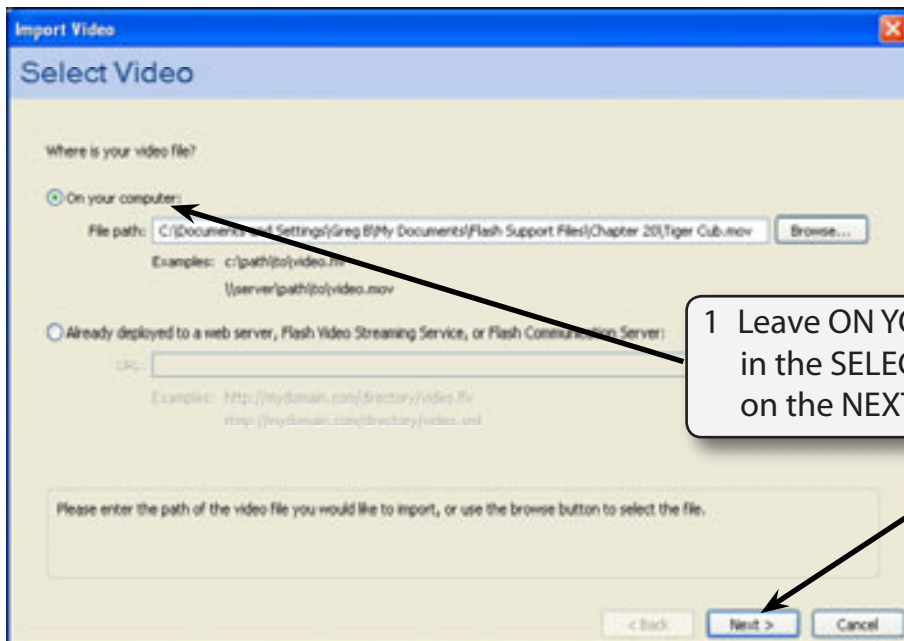 Import Video
Select Video
Where is your video file?
On your computer:
File path: C:\Documents and Settings\Greg B\My Documents\Flash Support Files\Chapter 20\Tiger Cub.mov Browse...
Examples: c:\path\to\video.flv
\\server\path\to\video.mov
Already deployed to a web server, Flash Video Streaming Service, or Flash Communication Server:
URL:
Examples: http://mydomain.com/directory/video.flv
rtmp://mydomain.com/directory/video.xml
1 Leave ON YO
in the SELEC
on the NEXT
Please enter the path of the video file you would like to import, or use the browse button to select the file.
< Back Next > Cancel